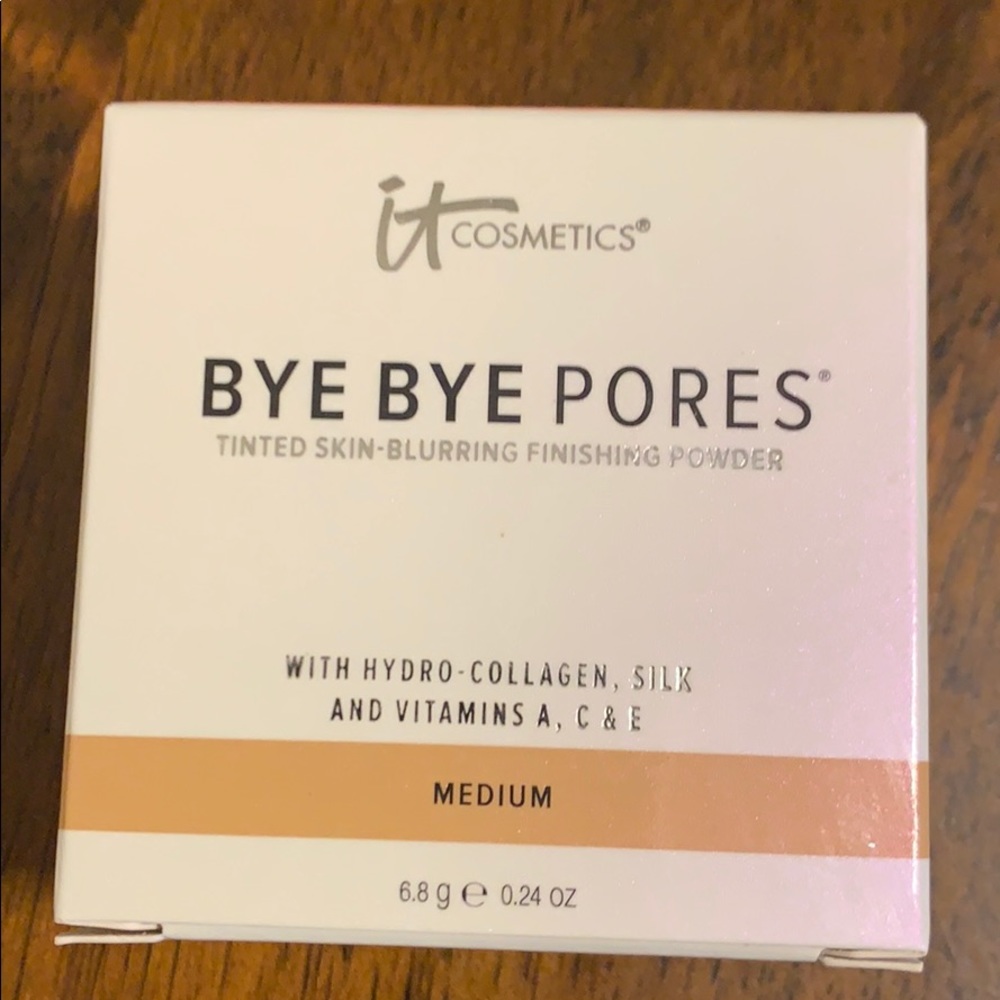 it COSMETICS®
BYE BYE PORES®
TINTED SKIN-BLURRING FINISHING POWDER
WITH HYDRO-COLLAGEN, SILK
AND VITAMINS A, C & E
MEDIUM
6.8 g ℮ 0.24 OZ